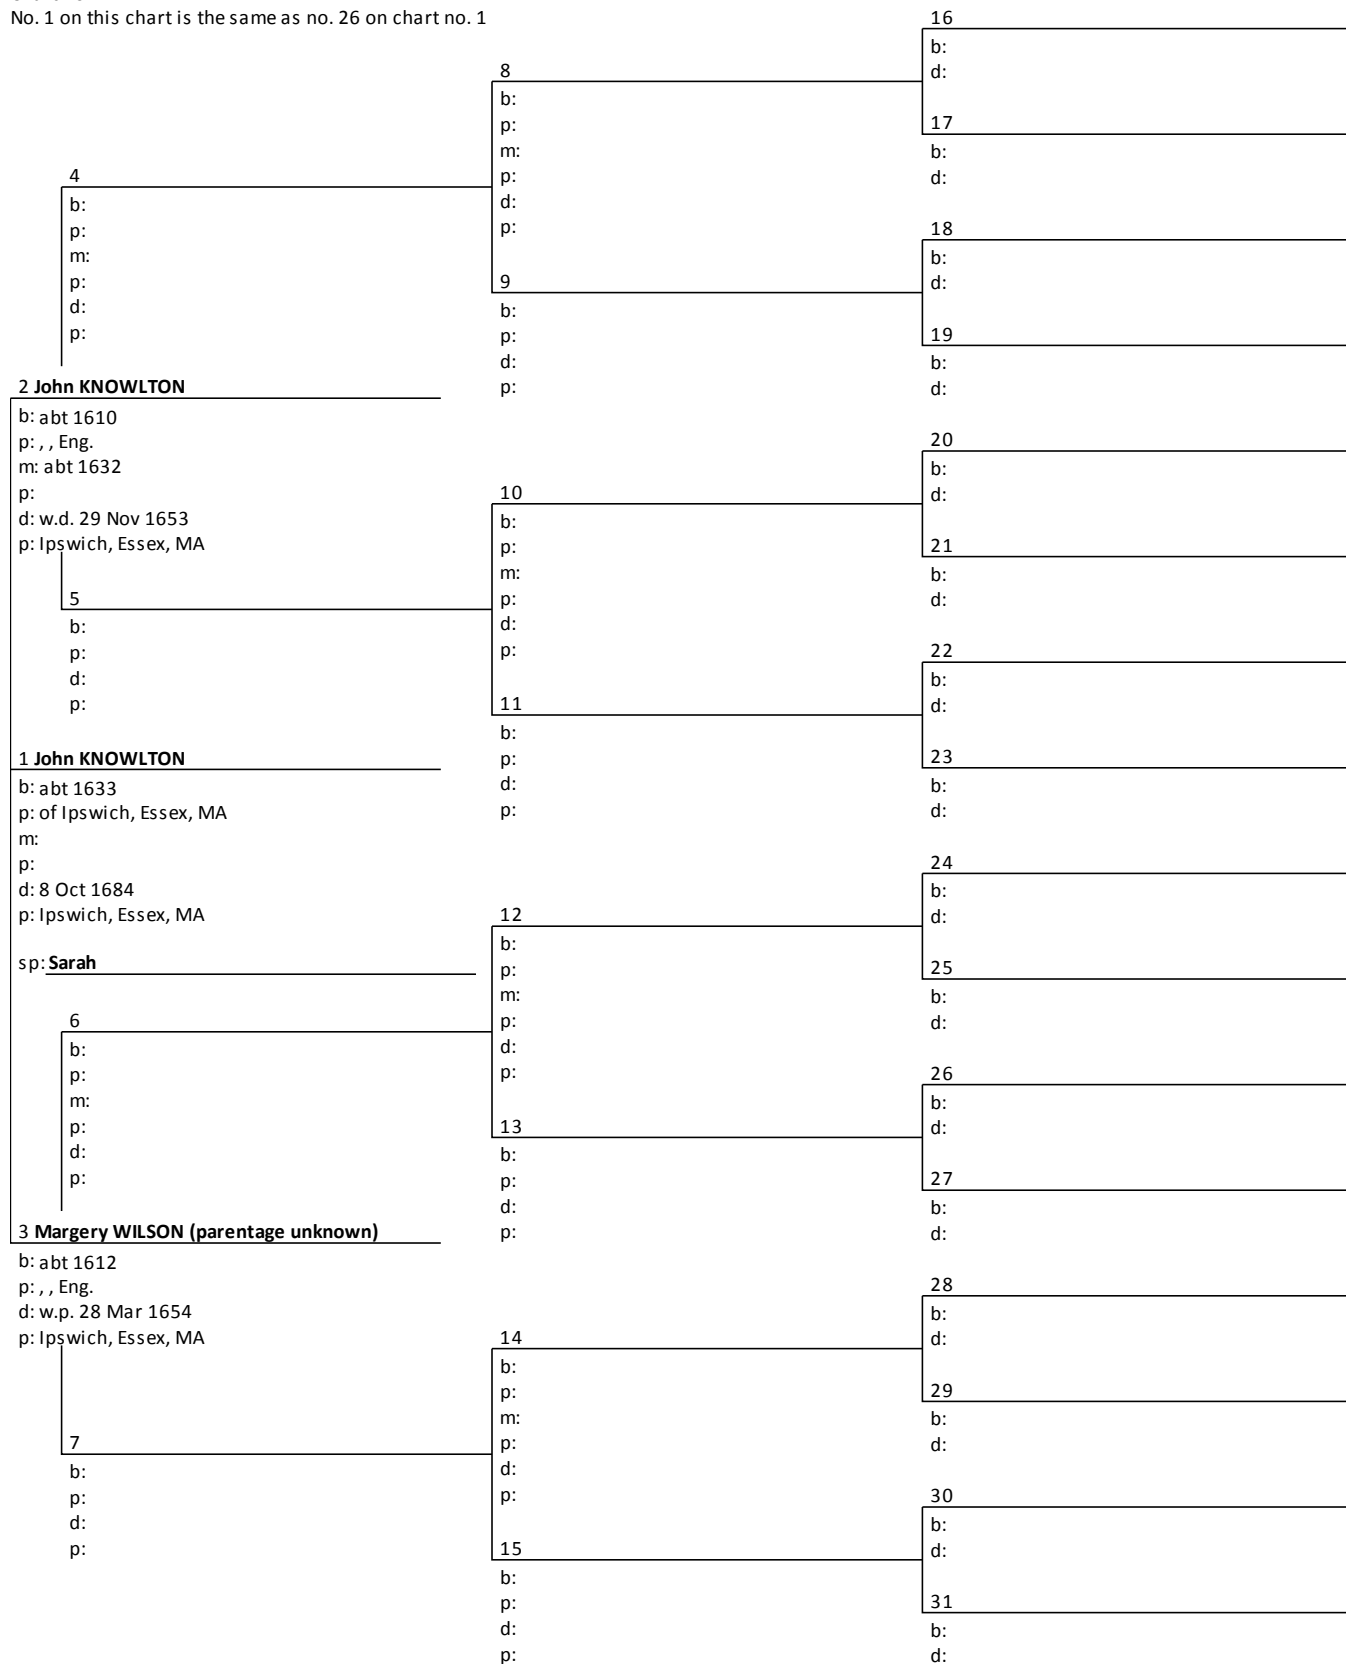 No. 1 on this chart is the same as no. 26 on chart no. 1
16
b:
d:
8
b:
p:
m:
p:
d:
p:
17
b:
d:
4
b:
p:
m:
p:
d:
p:
18
b:
d:
9
b:
p:
d:
p:
19
b:
d:
2 John KNOWLTON
b: abt 1610
p: , , Eng.
m: abt 1632
p:
d: w.d. 29 Nov 1653
p: Ipswich, Essex, MA
20
b:
d:
10
b:
p:
m:
p:
d:
p:
21
b:
d:
5
b:
p:
d:
p:
22
b:
d:
11
b:
p:
d:
p:
23
b:
d:
1 John KNOWLTON
b: abt 1633
p: of Ipswich, Essex, MA
m:
p:
d: 8 Oct 1684
p: Ipswich, Essex, MA
sp: Sarah
24
b:
d:
12
b:
p:
m:
p:
d:
p:
25
b:
d:
6
b:
p:
m:
p:
d:
p:
26
b:
d:
13
b:
p:
d:
p:
27
b:
d:
3 Margery WILSON (parentage unknown)
b: abt 1612
p: , , Eng.
d: w.p. 28 Mar 1654
p: Ipswich, Essex, MA
28
b:
d:
14
b:
p:
m:
p:
d:
p:
29
b:
d:
7
b:
p:
d:
p:
30
b:
d:
15
b:
p:
d:
p:
31
b:
d: